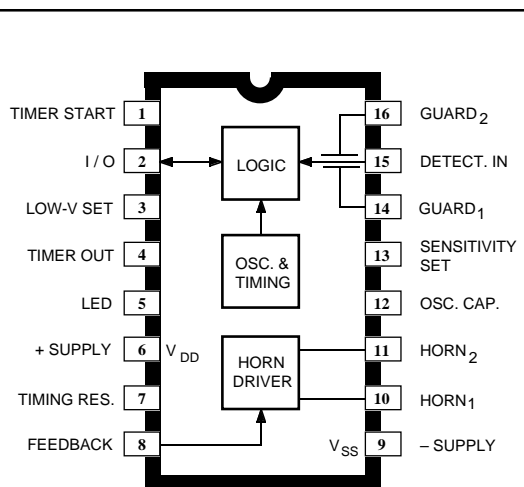 TIMER START 1
I / O 2
LOW-V SET 3
TIMER OUT 4
LED 5
+ SUPPLY 6 VDD
TIMING RES. 7
FEEDBACK 8
LOGIC
OSC. &
TIMING
HORN
DRIVER
16 GUARD2
15 DETECT. IN
14 GUARD1
13 SENSITIVITY
SET
12 OSC. CAP.
11 HORN2
10 HORN1
VSS 9 – SUPPLY